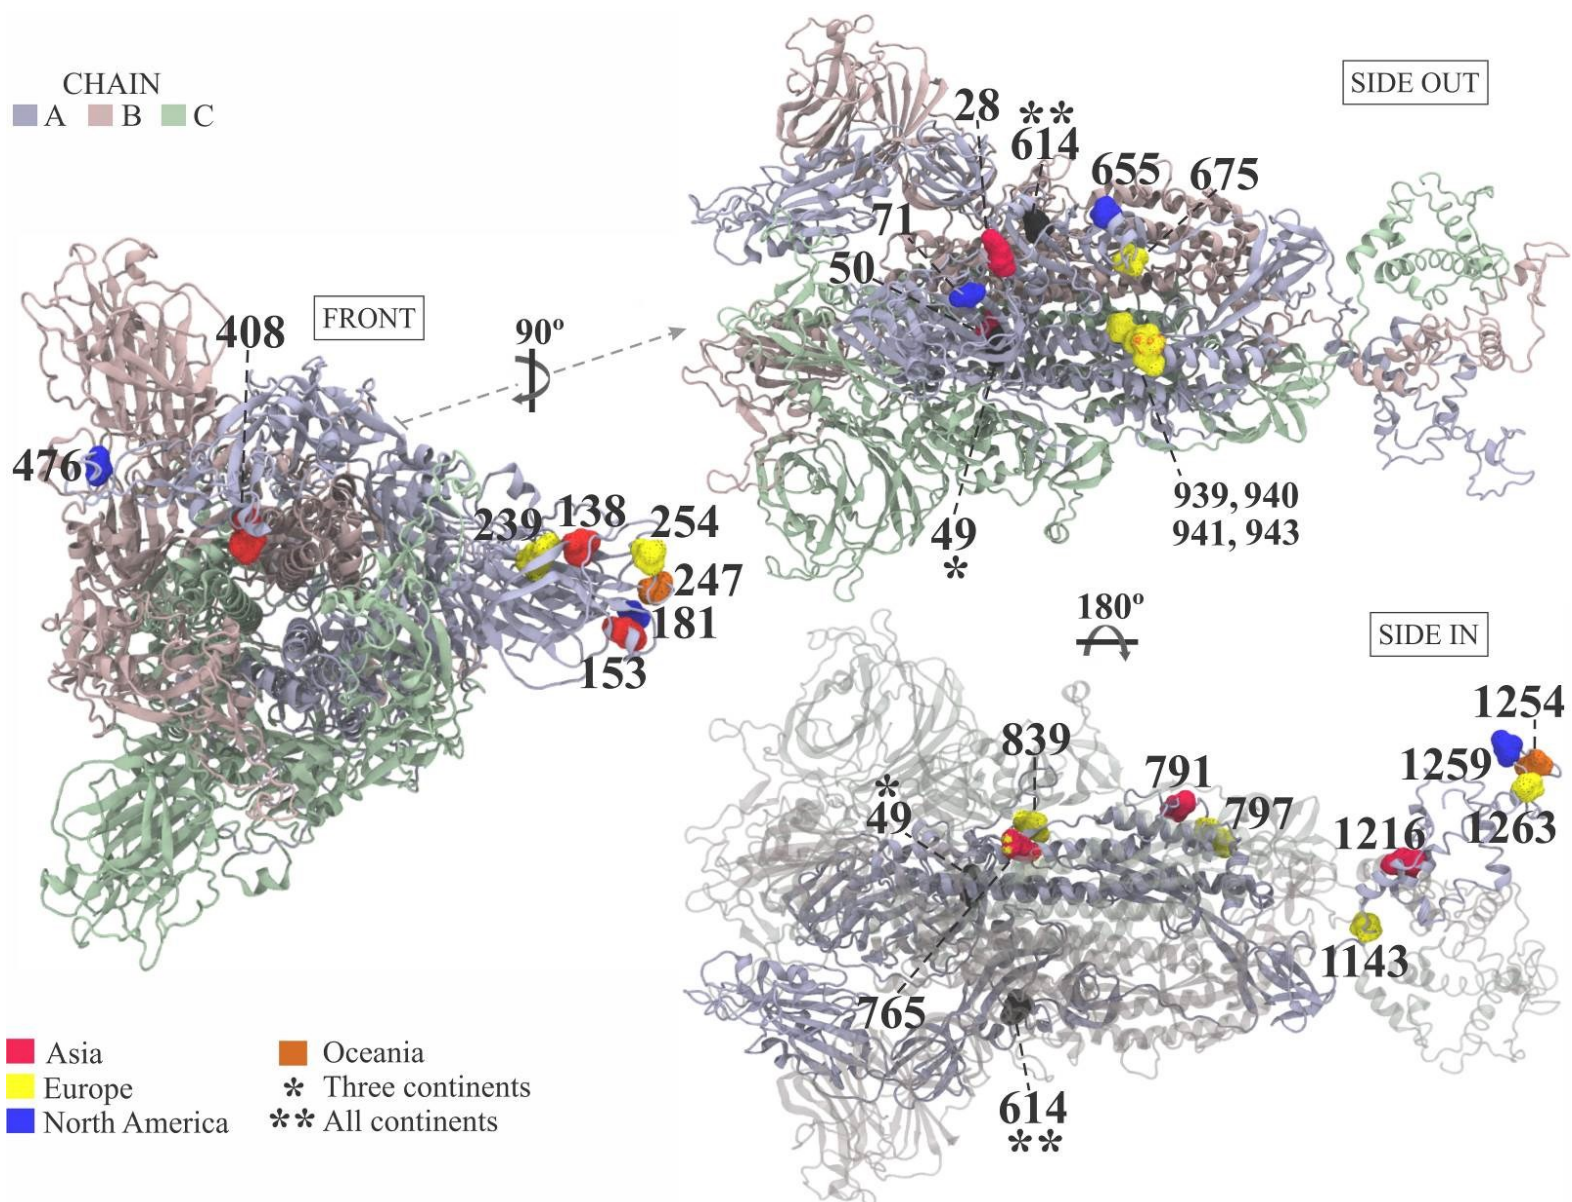 CHAIN
A B C
FRONT
90º
408
476
239
138
254
247
181
153
SIDE OUT
28
**
614
655
675
71
50
49
*
939, 940
941, 943
180º
SIDE IN
839
*
49
791
797
765
614
**
1254
1259
1263
1216
1143
Asia
Europe
North America
Oceania
* Three continents
** All continents